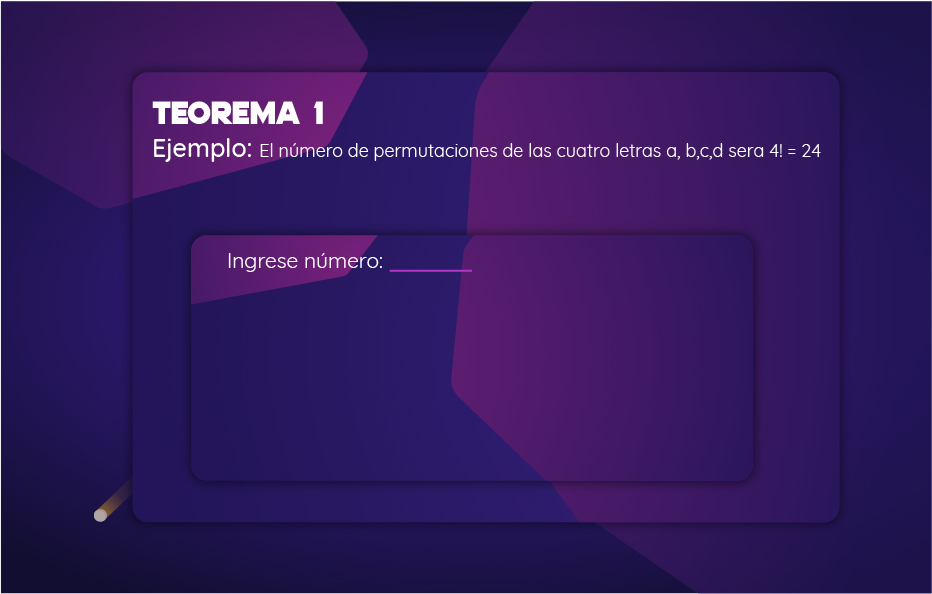 TEOREMA 1
Ejemplo: El número de permutaciones de las cuatro letras a, b,c,d sera 4! = 24
Ingrese número: ________